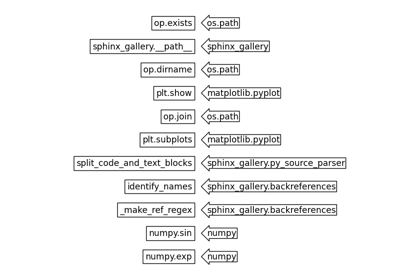 op.exists os.path
sphinx_gallery.__path__ sphinx_gallery
op.dirname os.path
plt.show matplotlib.pyplot
op.join os.path
plt.subplots matplotlib.pyplot
split_code_and_text_blocks sphinx_gallery.py_source_parser
identify_names sphinx_gallery.backreferences
_make_ref_regex sphinx_gallery.backreferences
numpy.sin numpy
numpy.exp numpy